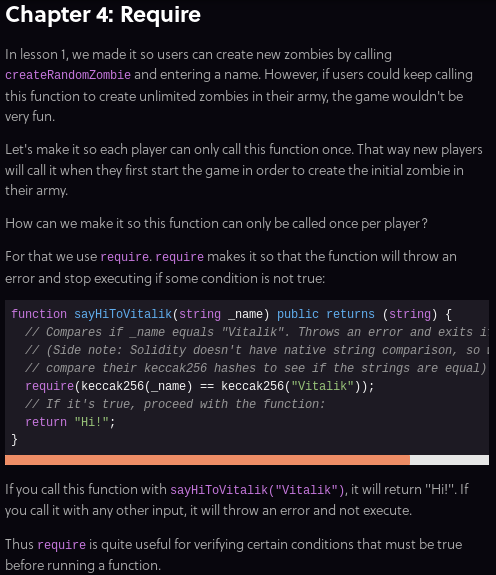 Chapter 4: Require
In lesson 1, we made it so users can create new zombies by calling
createRandomZombie and entering a name. However, if users could keep calling
this function to create unlimited zombies in their army, the game wouldn't be
very fun.
Let's make it so each player can only call this function once. That way new players
will call it when they first start the game in order to create the initial zombie in
their army.
How can we make it so this function can only be called once per player?
For that we use require. require makes it so that the function will throw an
error and stop executing if some condition is not true:
function sayHiToVitalik(string _name) public returns (string) {
// Compares if _name equals "Vitalik". Throws an error and exits
// (Side note: Solidity doesn't have native string comparison, so
// compare their keccak256 hashes to see if the strings are equal)
require(keccak256(_name) == keccak256("Vitalik"));
// If it's true, proceed with the function:
return "Hi!";
}
If you call this function with sayHiToVitalik("Vitalik"), it will return "Hi!". If
you call it with any other input, it will throw an error and not execute.
Thus require is quite useful for verifying certain conditions that must be true
before running a function.